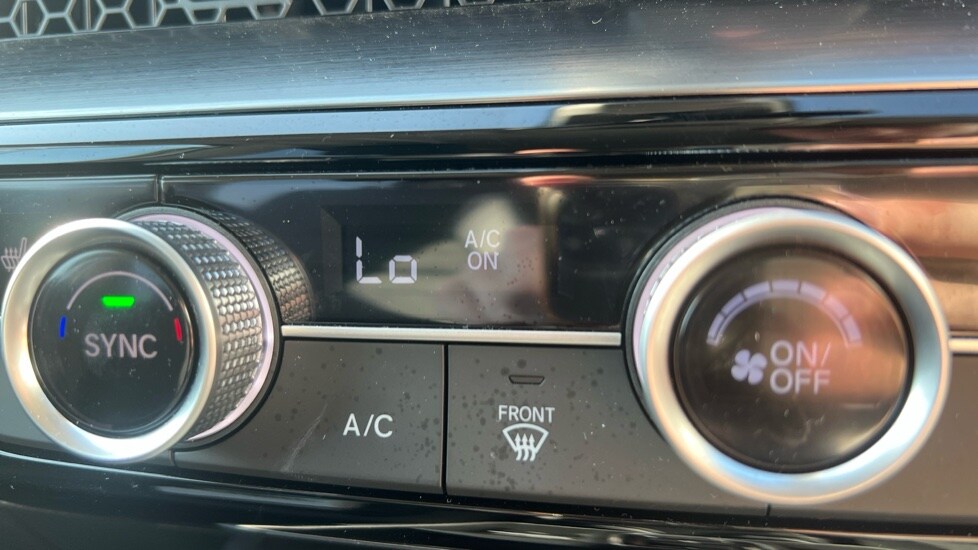 SYNC
Lo
A/C
ON
A/C
FRONT
ON/
OFF